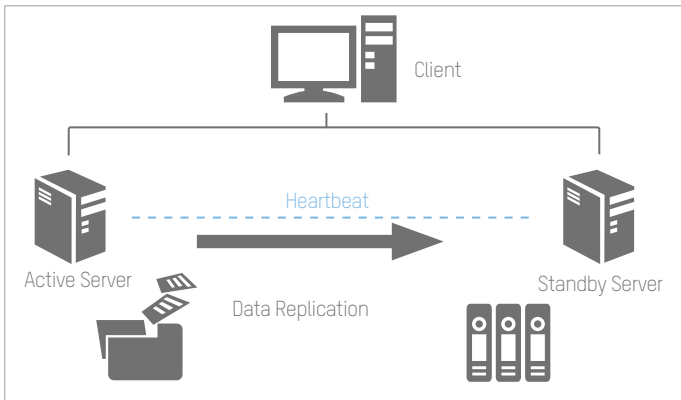 Client
Heartbeat
Active Server
Standby Server
Data Replication